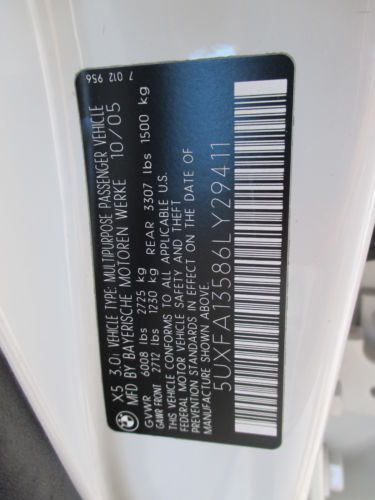 7 012 956
X5 3.0i VEHICLE TYPE: MULTIPURPOSE PASSENGER VEHICLE
MFD BY BAYERISCHE MOTOREN WERKE 10/05
GVWR 6008 lbs 2725 kg
GAWR FRONT 2712 lbs 1230 kg REAR 3307 lbs 1500 kg
THIS VEHICLE CONFORMS TO ALL APPLICABLE U.S.
FEDERAL MOTOR VEHICLE SAFETY AND THEFT
PREVENTION STANDARDS IN EFFECT ON THE DATE OF
MANUFACTURE SHOWN ABOVE.
5UXFA13586LY29411